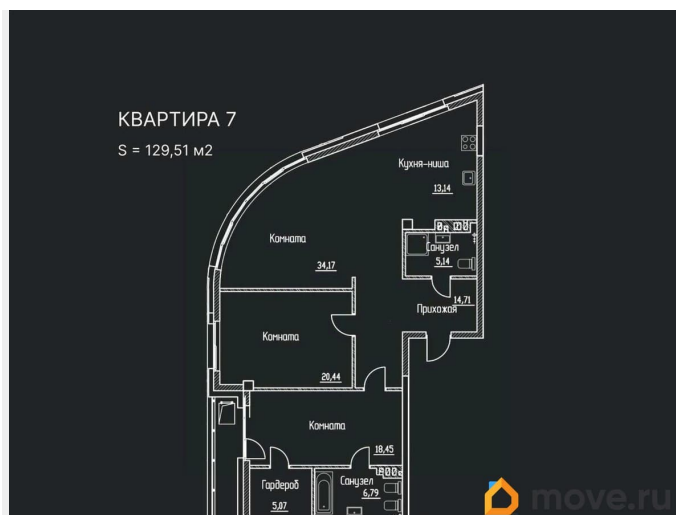 КВАРТИРА 7
S = 129,51 м2
Кухня-ниша
13,14
Комната
34,17
Санузел
5,14
14,71
Прихожая
Комната
20,44
Комната
18,45
Гардероб
5,07
Санузел
6,79
move.ru